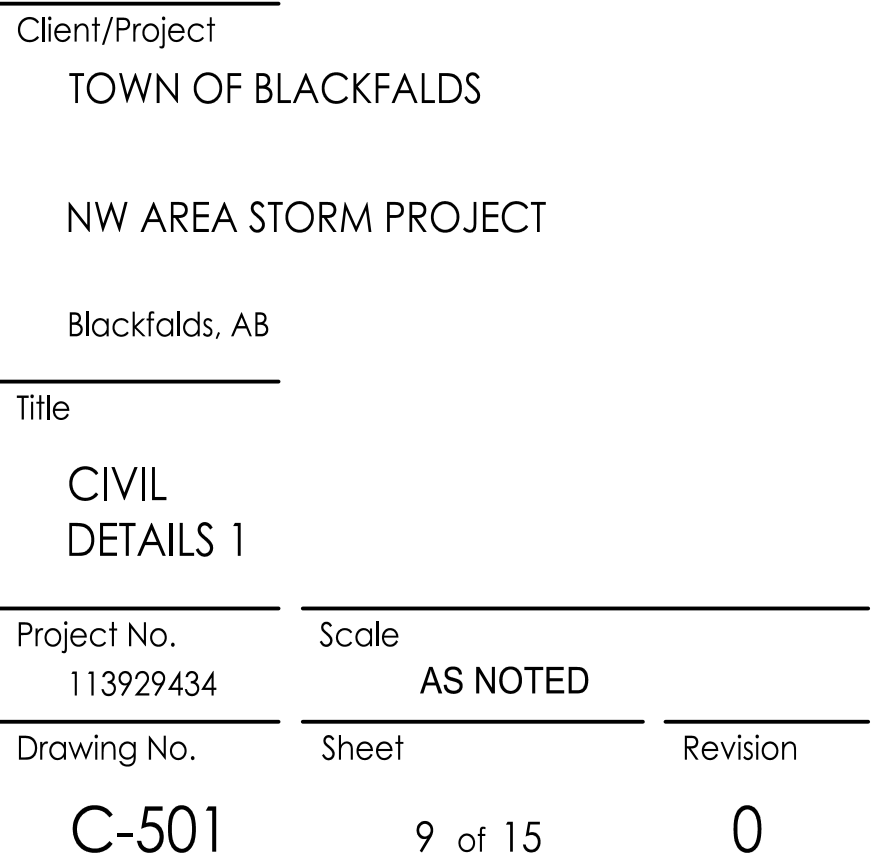 Client/Project
TOWN OF BLACKFALDS
NW AREA STORM PROJECT
Blackfalds, AB
Title
CIVIL
DETAILS 1
Project No.
113929434
Scale
AS NOTED
Drawing No.
C-501
Sheet
9 of 15
Revision
0